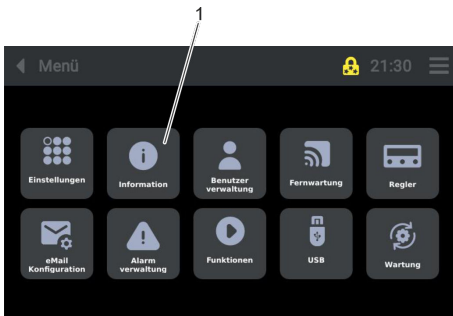 1
Menü
21:30
Einstellungen
Information
Benutzer
verwaltung
Fernwartung
Regler
eMail
Konfiguration
Alarm
verwaltung
Funktionen
USB
Wartung